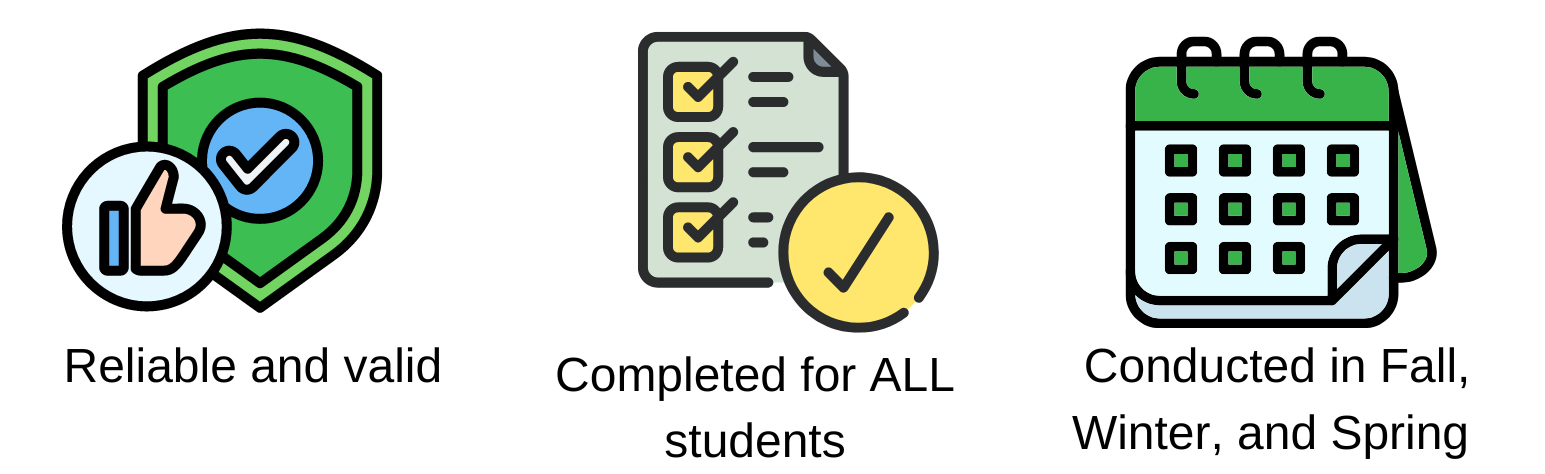 Reliable and valid
Completed for ALL
students
Conducted in Fall,
Winter, and Spring